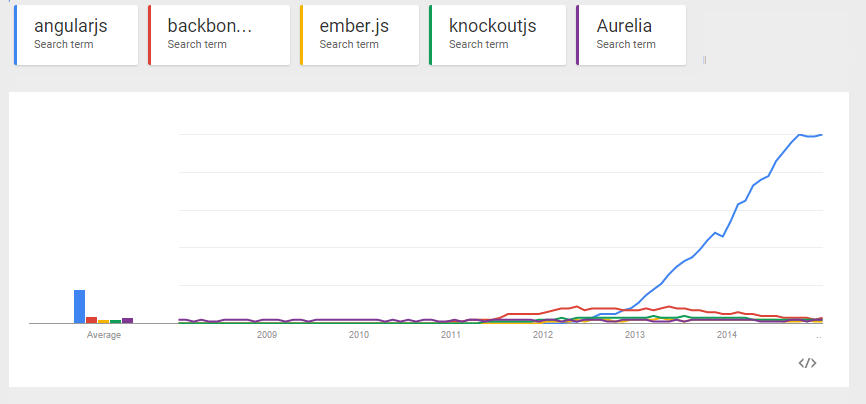 angularjs
Search term
backbon...
Search term
ember.js
Search term
knockoutjs
Search term
Aurelia
Search term
Average
2009
2010
2011
2012
2013
2014
..